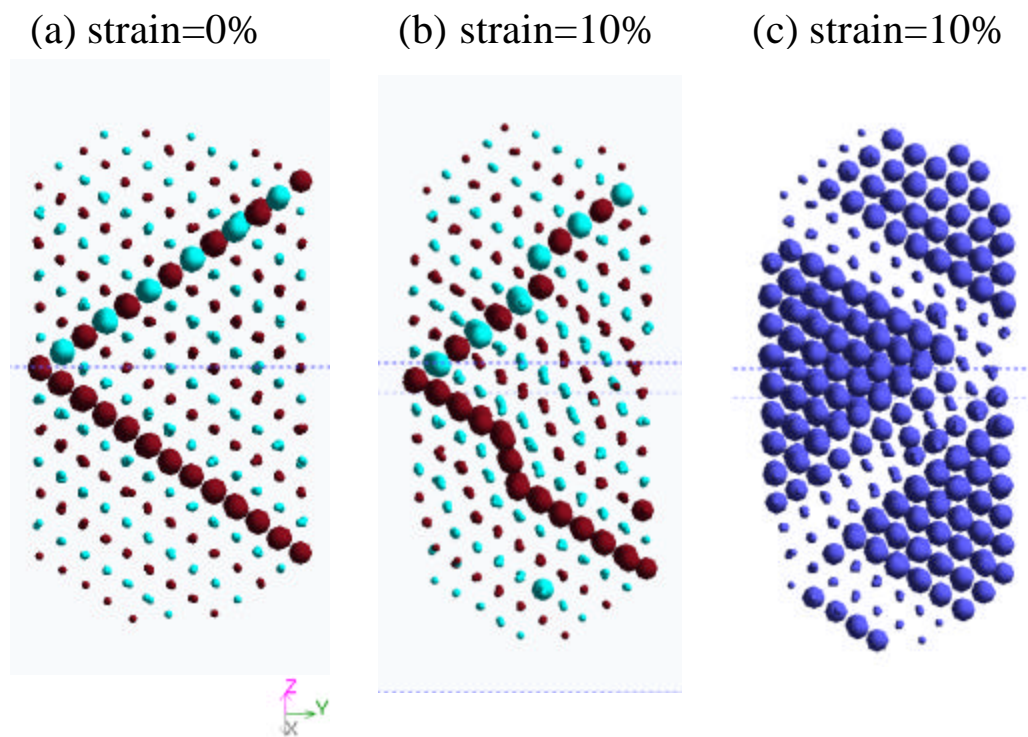 (a) strain=0%
(b) strain=10%
(c) strain=10%
Z
Y
X